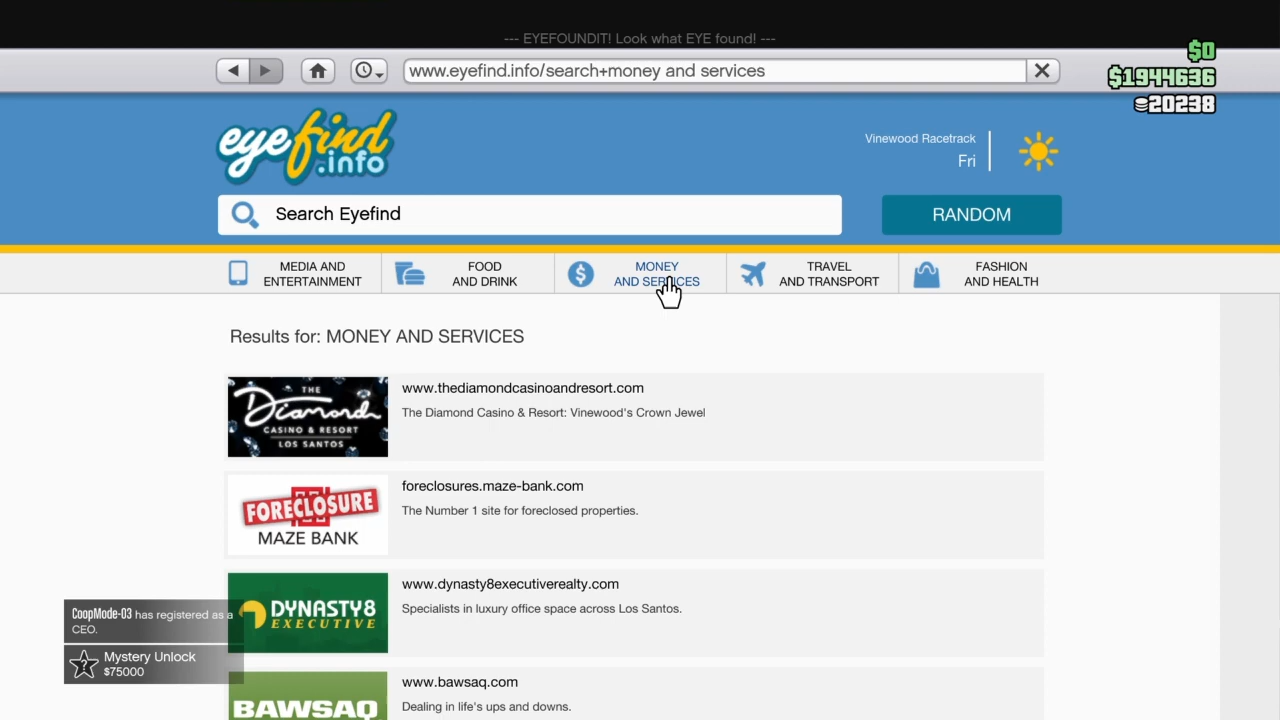 --- EYEFOUNDIT! Look what EYE found! ---
$0
www.eyefind.info/search+money and services
$1944636
20238
eyefind
.info
Vinewood Racetrack
Fri
Search Eyefind
RANDOM
MEDIA AND
ENTERTAINMENT
FOOD
AND DRINK
MONEY
AND SERVICES
TRAVEL
AND TRANSPORT
FASHION
AND HEALTH
Results for: MONEY AND SERVICES
THE
Diamond
CASINO & RESORT
LOS SANTOS
www.thediamondcasinoandresort.com
The Diamond Casino & Resort: Vinewood's Crown Jewel
FORECLOSURE
MAZE BANK
foreclosures.maze-bank.com
The Number 1 site for foreclosed properties.
DYNASTY8
EXECUTIVE
www.dynasty8executiverealty.com
Specialists in luxury office space across Los Santos.
CoopMode-03 has registered as a
CEO.
Mystery Unlock
$75000
BAWSAQ
www.bawsaq.com
Dealing in life's ups and downs.